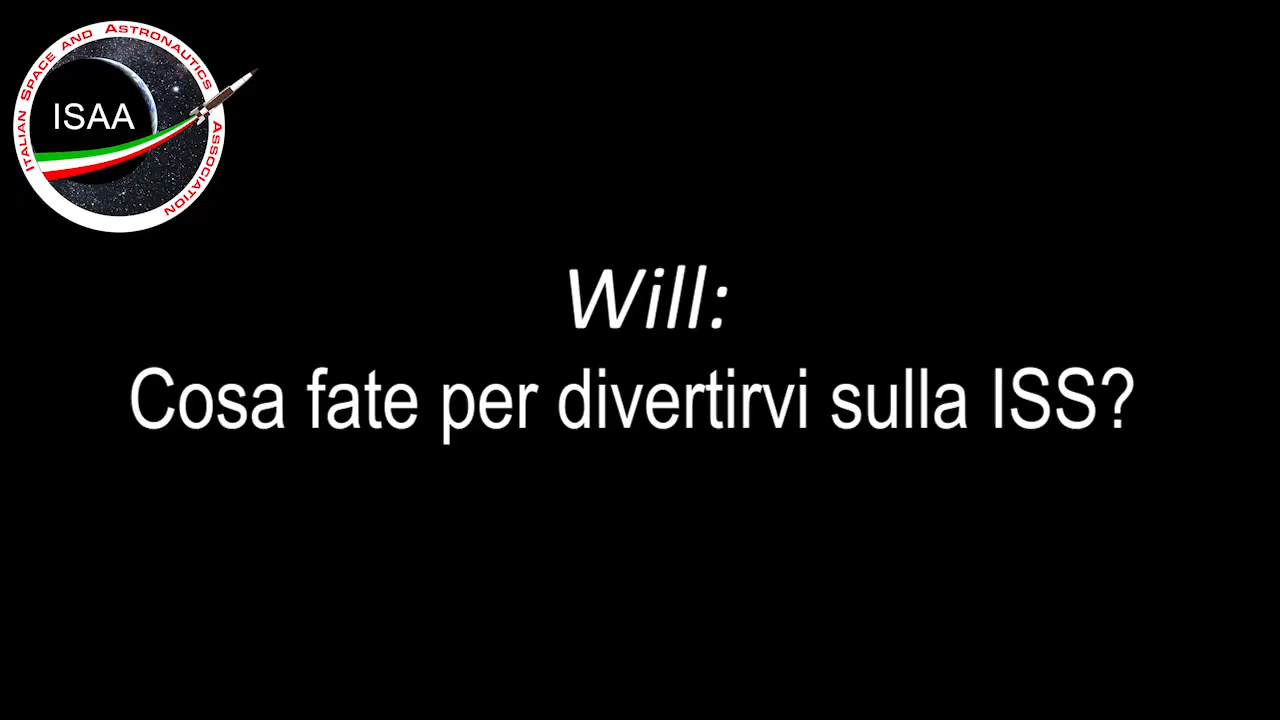 ITALIAN SPACE AND ASTRONAUTICS ASSOCIATION
ISAA
Will:
Cosa fate per divertirvi sulla ISS?